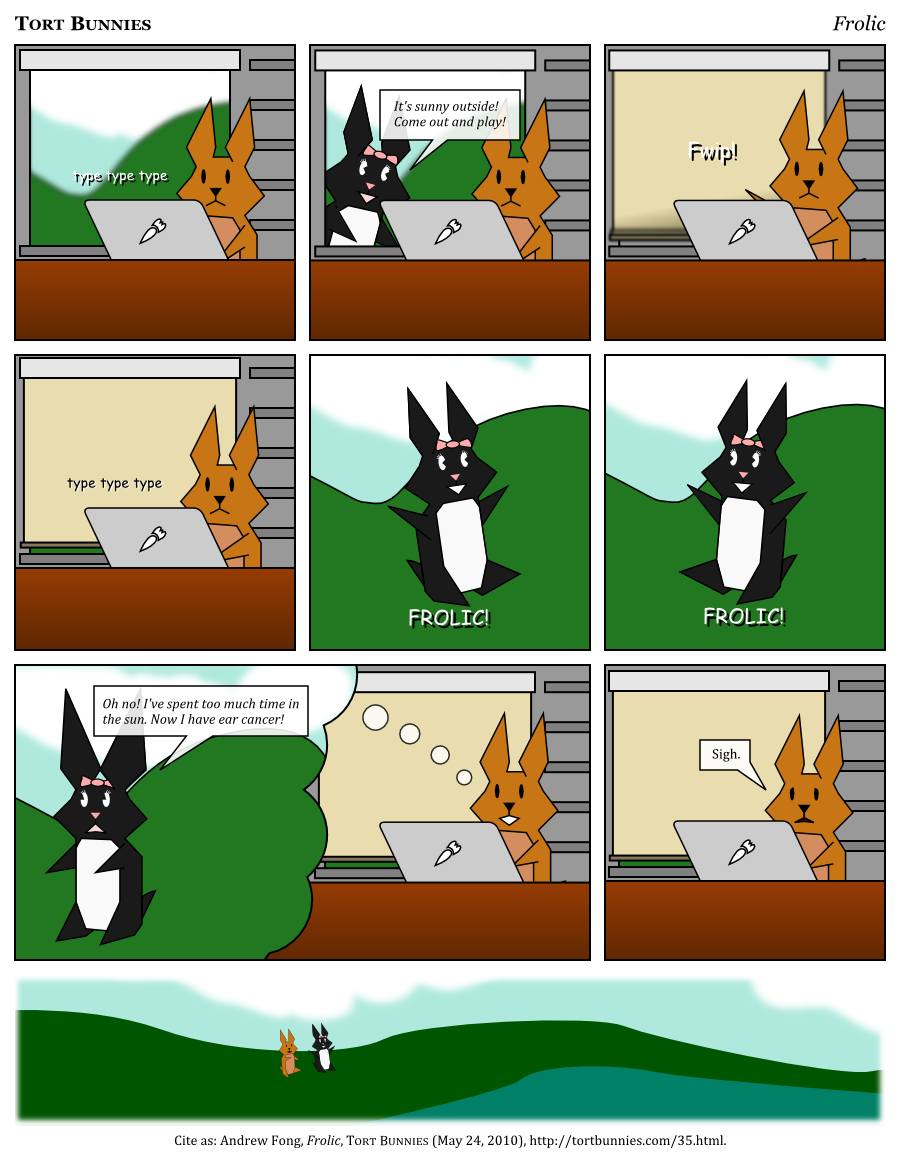 TORT BUNNIES
Frolic
type type type
It's sunny outside!
Come out and play!
Fwip!
type type type
FROLIC!
FROLIC!
Oh no! I've spent too much time in
the sun. Now I have ear cancer!
Sigh.
Cite as: Andrew Fong, Frolic, TORT BUNNIES (May 24, 2010), http://tortbunnies.com/35.html.